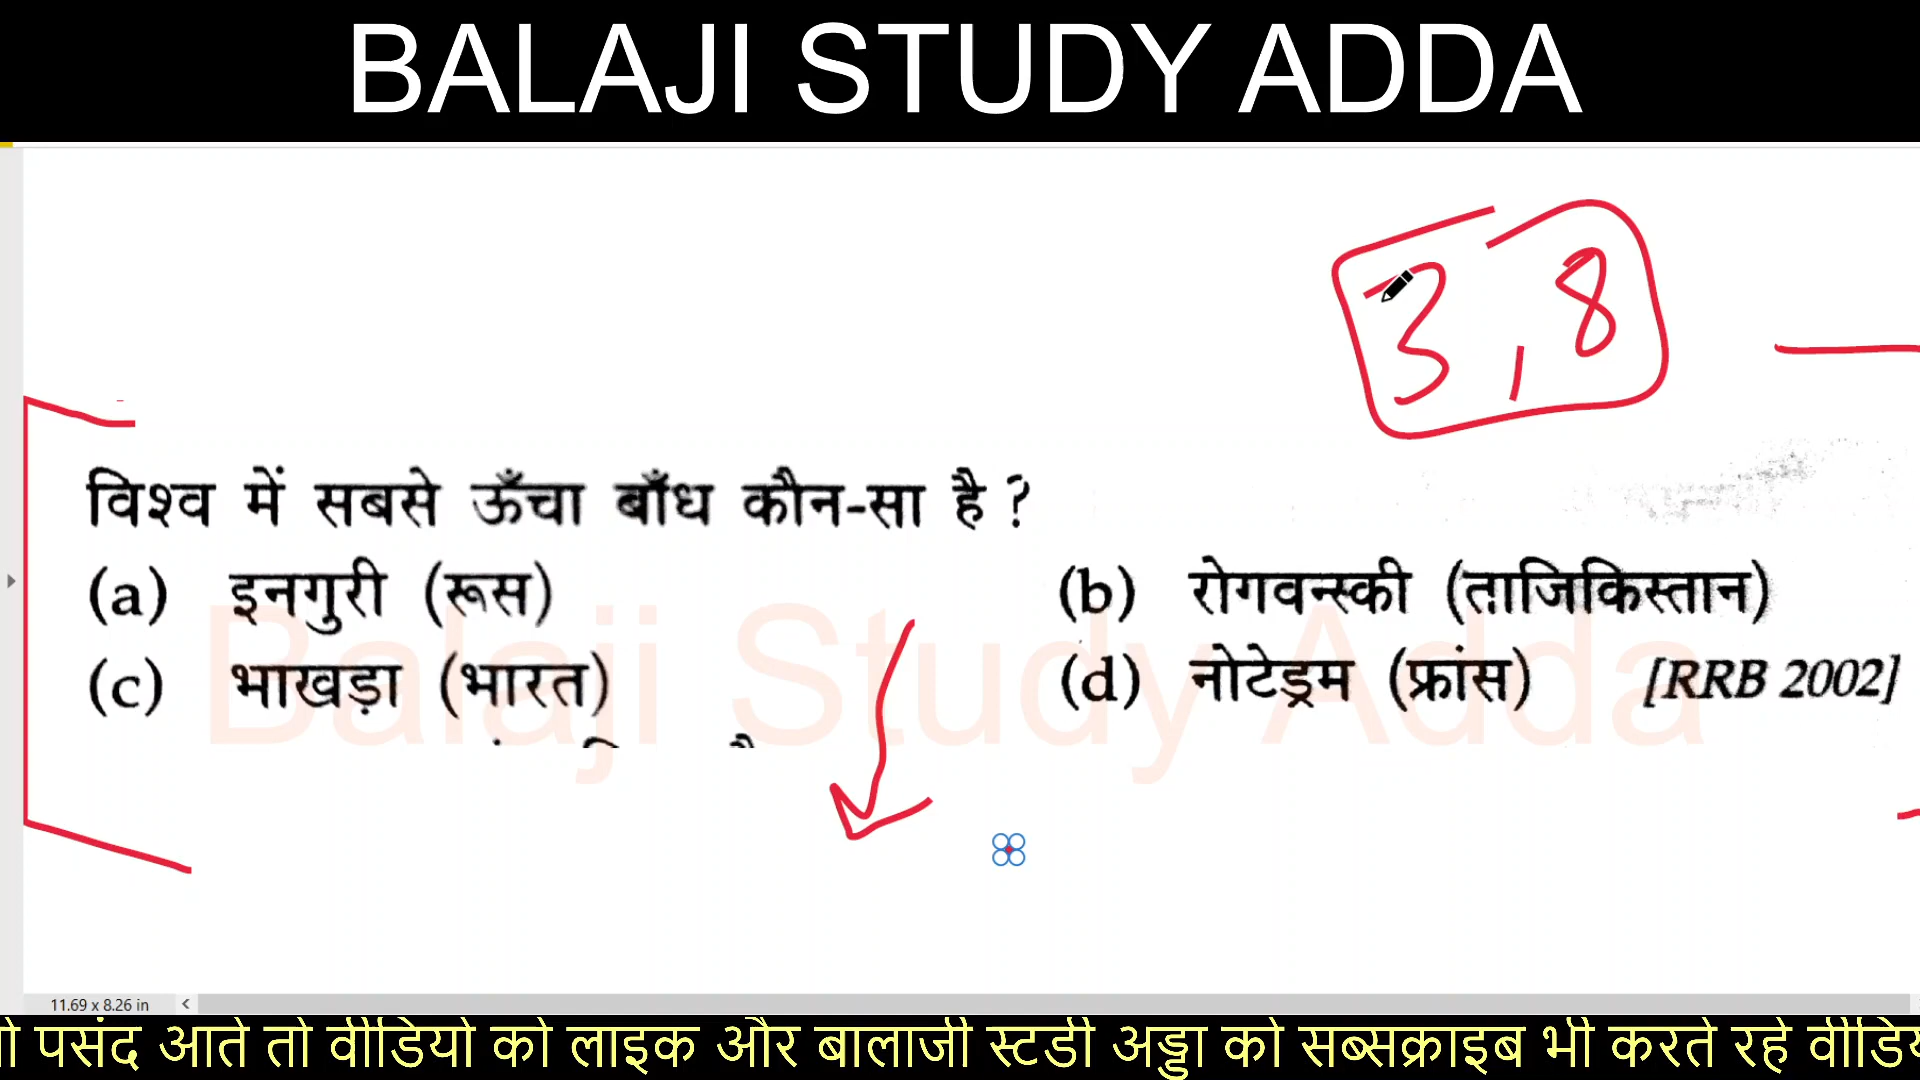 BALAJI STUDY ADDA
3,8
विश्व में सबसे ऊँचा बाँध कौन-सा है ?
(a) इनगुरी (रूस)
(b) रोगवन्स्की (ताजिकिस्तान)
(c) भाखड़ा (भारत)
(d) नोटेड्रम (फ्रांस) [RRB 2002]
Balaji Study Adda
11.69 x 8.26 in
पसंद आते तो वीडियो को लाइक और बालाजी स्टडी अड्डा को सब्सक्राइब भी करते रहे